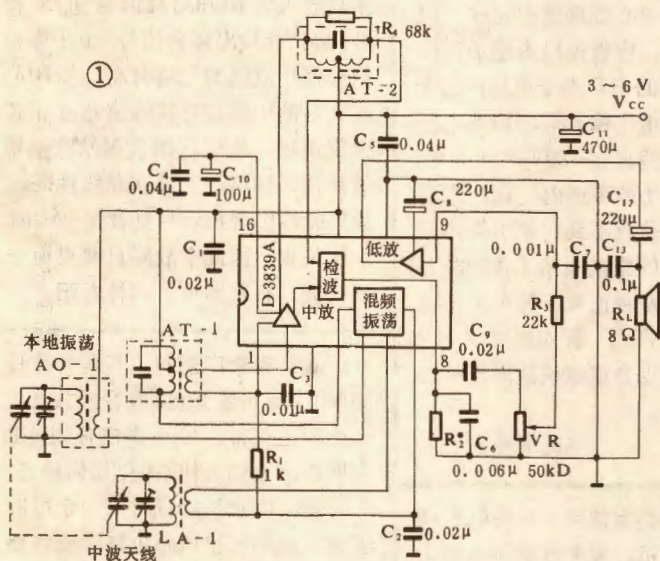 ①
R₄ 68k
AT-2
3～6 V
V_CC
C₁₁
470μ
C₅ 0.04μ
C₄
0.04μ
C₁₀
100μ
C₈ 220μ
C₁₂
220μ
16
9
C₁
0.02μ
D3839A
检波
低放
中放
混频
振荡
0.001μ
C₇
C₁₃
0.1μ
R₃
22k
R_L
8Ω
本地振荡
AO-1
AT-1
1
8
C₃
0.01μ
C₉
0.02μ
R₁
1k
R₂*
C₆
0.006μ
VR
50kD
LA-1
中波天线
C₂
0.02μ